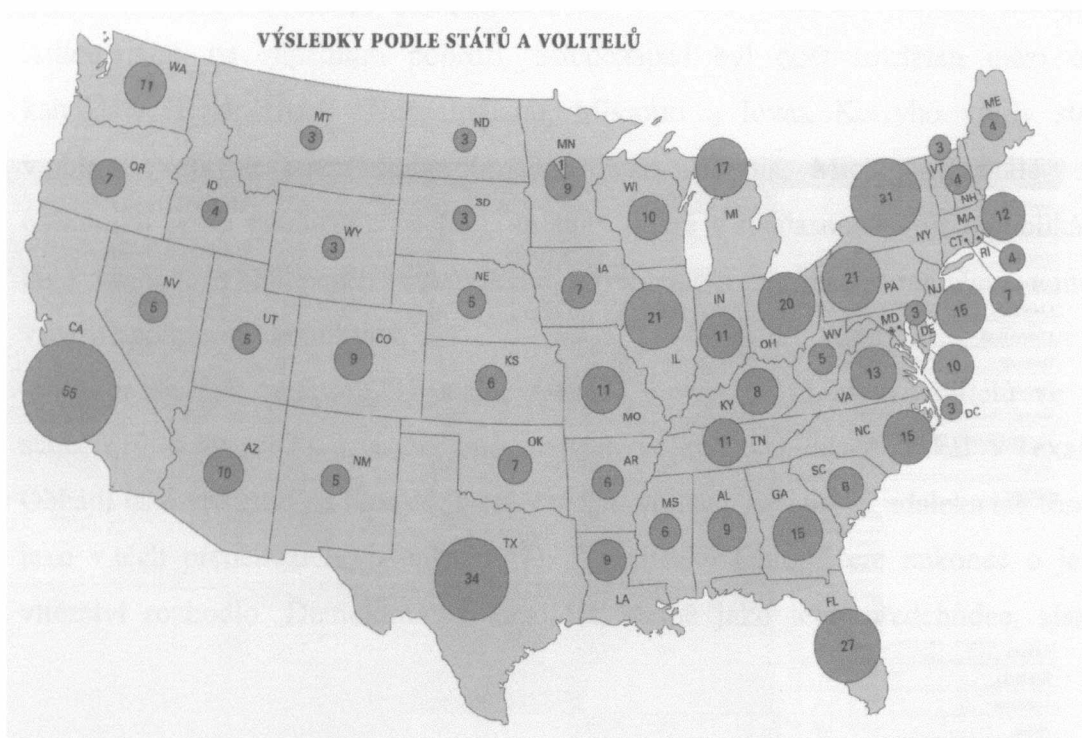 VÝSLEDKY PODLE STÁTŮ A VOLITELŮ
WA
11
OR
7
ID
4
MT
3
ND
3
SD
3
WY
3
NE
5
NV
5
UT
5
CO
9
KS
6
CA
55
AZ
10
NM
5
OK
7
TX
34
MN
1
9
WI
10
IA
7
IL
21
MO
11
AR
6
LA
9
MI
17
IN
11
OH
20
KY
8
TN
11
MS
6
AL
9
GA
15
FL
27
SC
8
NC
15
VA
13
WV
5
PA
21
NY
31
VT
3
NH
4
ME
4
MA
12
RI
4
CT
7
NJ
15
DE
3
MD
10
DC
3